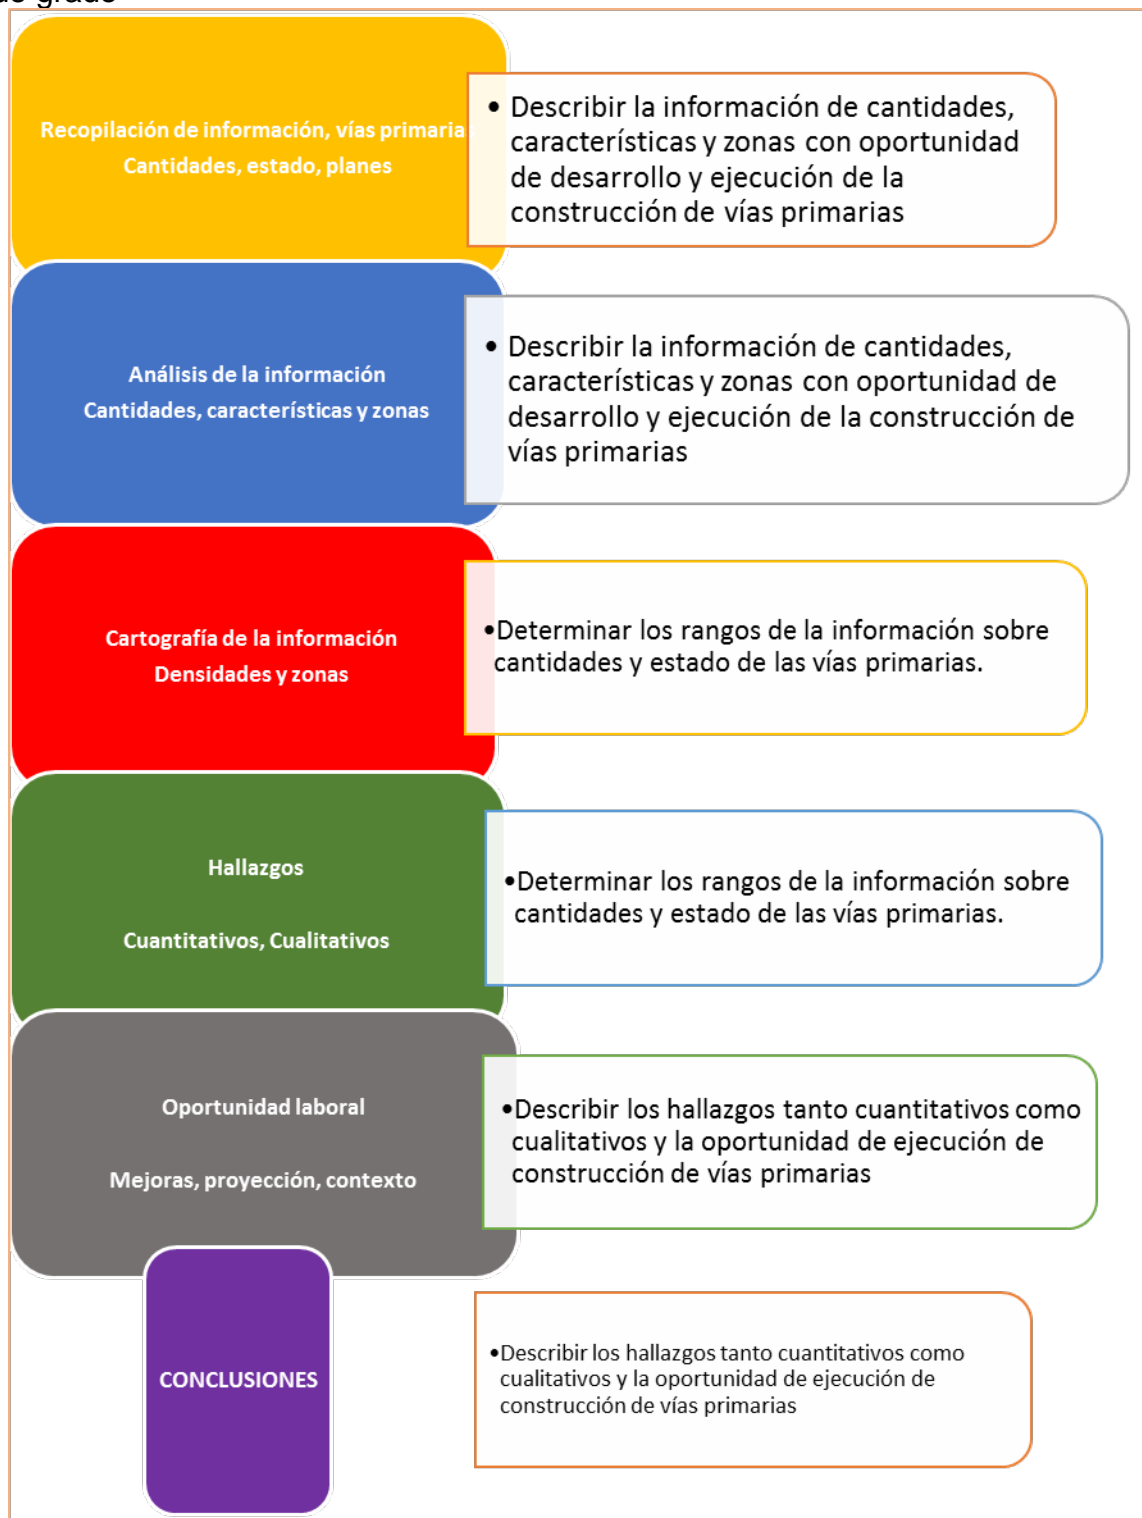 de grado
Recopilación de información, vías primaria
Cantidades, estado, planes
• Describir la información de cantidades,
características y zonas con oportunidad
de desarrollo y ejecución de la
construcción de vías primarias
Análisis de la información
Cantidades, características y zonas
• Describir la información de cantidades,
características y zonas con oportunidad de
desarrollo y ejecución de la construcción de
vías primarias
Cartografía de la información
Densidades y zonas
•Determinar los rangos de la información sobre
cantidades y estado de las vías primarias.
Hallazgos
Cuantitativos, Cualitativos
•Determinar los rangos de la información sobre
cantidades y estado de las vías primarias.
Oportunidad laboral
Mejoras, proyección, contexto
•Describir los hallazgos tanto cuantitativos como
cualitativos y la oportunidad de ejecución de
construcción de vías primarias
CONCLUSIONES
•Describir los hallazgos tanto cuantitativos como
cualitativos y la oportunidad de ejecución de
construcción de vías primarias